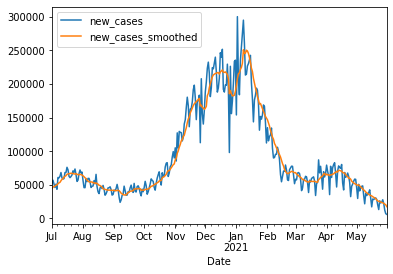 new_cases
new_cases_smoothed
300000
250000
200000
150000
100000
50000
0
Jul Aug Sep Oct Nov Dec Jan Feb Mar Apr May
2021
Date